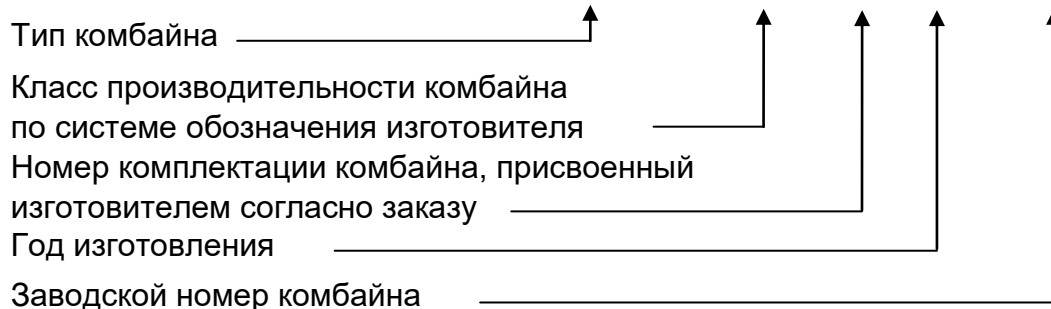 Тип комбайна
Класс производительности комбайна
по системе обозначения изготовителя
Номер комплектации комбайна, присвоенный
изготовителем согласно заказу
Год изготовления
Заводской номер комбайна